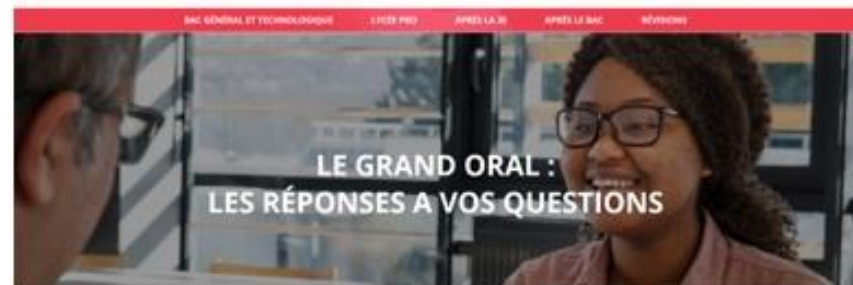 BAC GÉNÉRAL ET TECHNOLOGIQUE LYCÉE PRO APRÈS LA 3E APRÈS LE BAC RÉVISIONS
LE GRAND ORAL :
LES RÉPONSES A VOS QUESTIONS